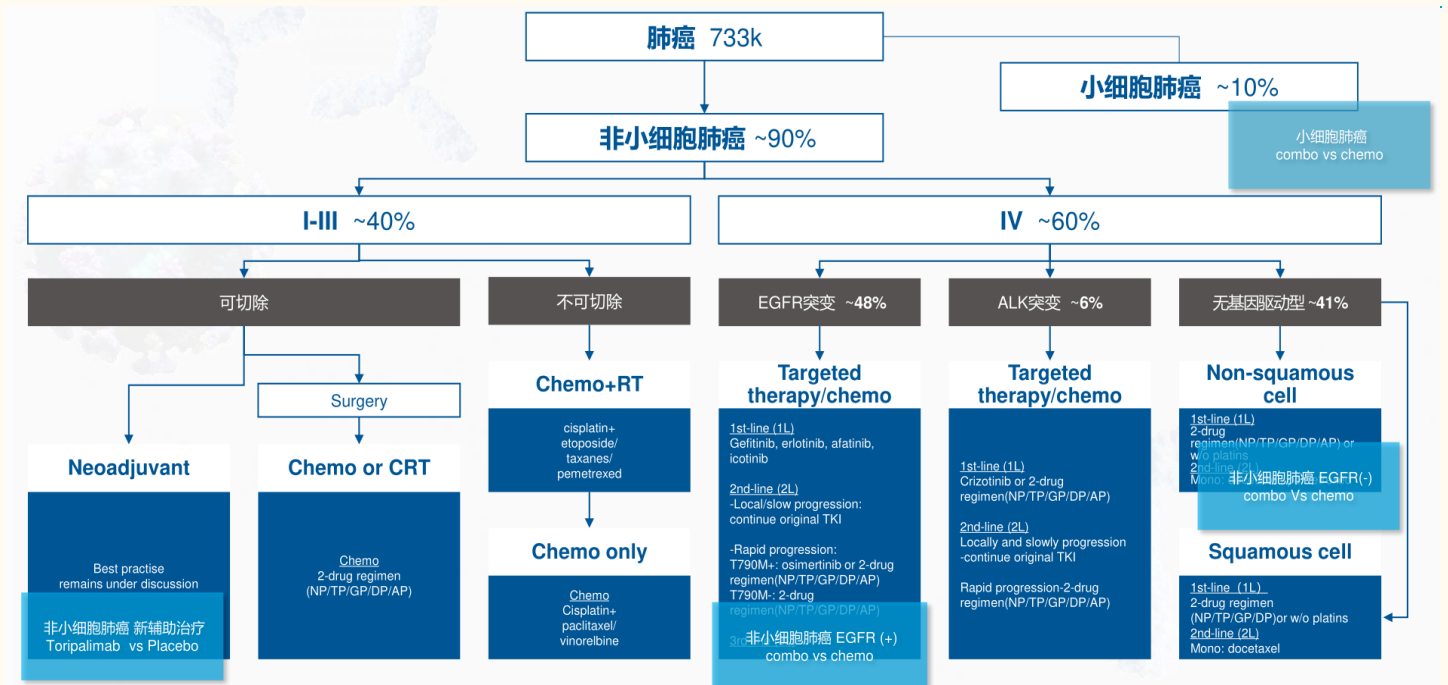 肺癌 733k
小细胞肺癌 ~10%
小细胞肺癌
combo vs chemo
非小细胞肺癌 ~90%
I-III ~40%
IV ~60%
可切除
不可切除
EGFR突变 ~48%
ALK突变 ~6%
无基因驱动型 ~41%
Surgery
Neoadjuvant
Best practise
remains under discussion
非小细胞肺癌 新辅助治疗
Toripalimab vs Placebo
Chemo or CRT
Chemo
2-drug regimen
(NP/TP/GP/DP/AP)
Chemo+RT
cisplatin+
etoposide/
taxanes/
pemetrexed
Chemo only
Chemo
Cisplatin+
paclitaxel/
vinorelbine
Targeted
therapy/chemo
1st-line (1L)
Gefitinib, erlotinib, afatinib,
icotinib
2nd-line (2L)
-Local/slow progression:
continue original TKI
-Rapid progression:
T790M+: osimertinib or 2-drug
regimen(NP/TP/GP/DP/AP)
T790M-: 2-drug
regimen(NP/TP/GP/DP/AP)
非小细胞肺癌 EGFR (+)
combo vs chemo
Targeted
therapy/chemo
1st-line (1L)
Crizotinib or 2-drug
regimen(NP/TP/GP/DP/AP)
2nd-line (2L)
Locally and slowly progression
-continue original TKI
Rapid progression-2-drug
regimen(NP/TP/GP/DP/AP)
Non-squamous
cell
1st-line (1L)
2-drug
regimen(NP/TP/GP/DP/AP) or
w/o platins
2nd-line (2L)
Mono:
非小细胞肺癌 EGFR(-)
combo Vs chemo
Squamous cell
1st-line (1L)
2-drug regimen
(NP/TP/GP/DP)or w/o platins
2nd-line (2L)
Mono: docetaxel